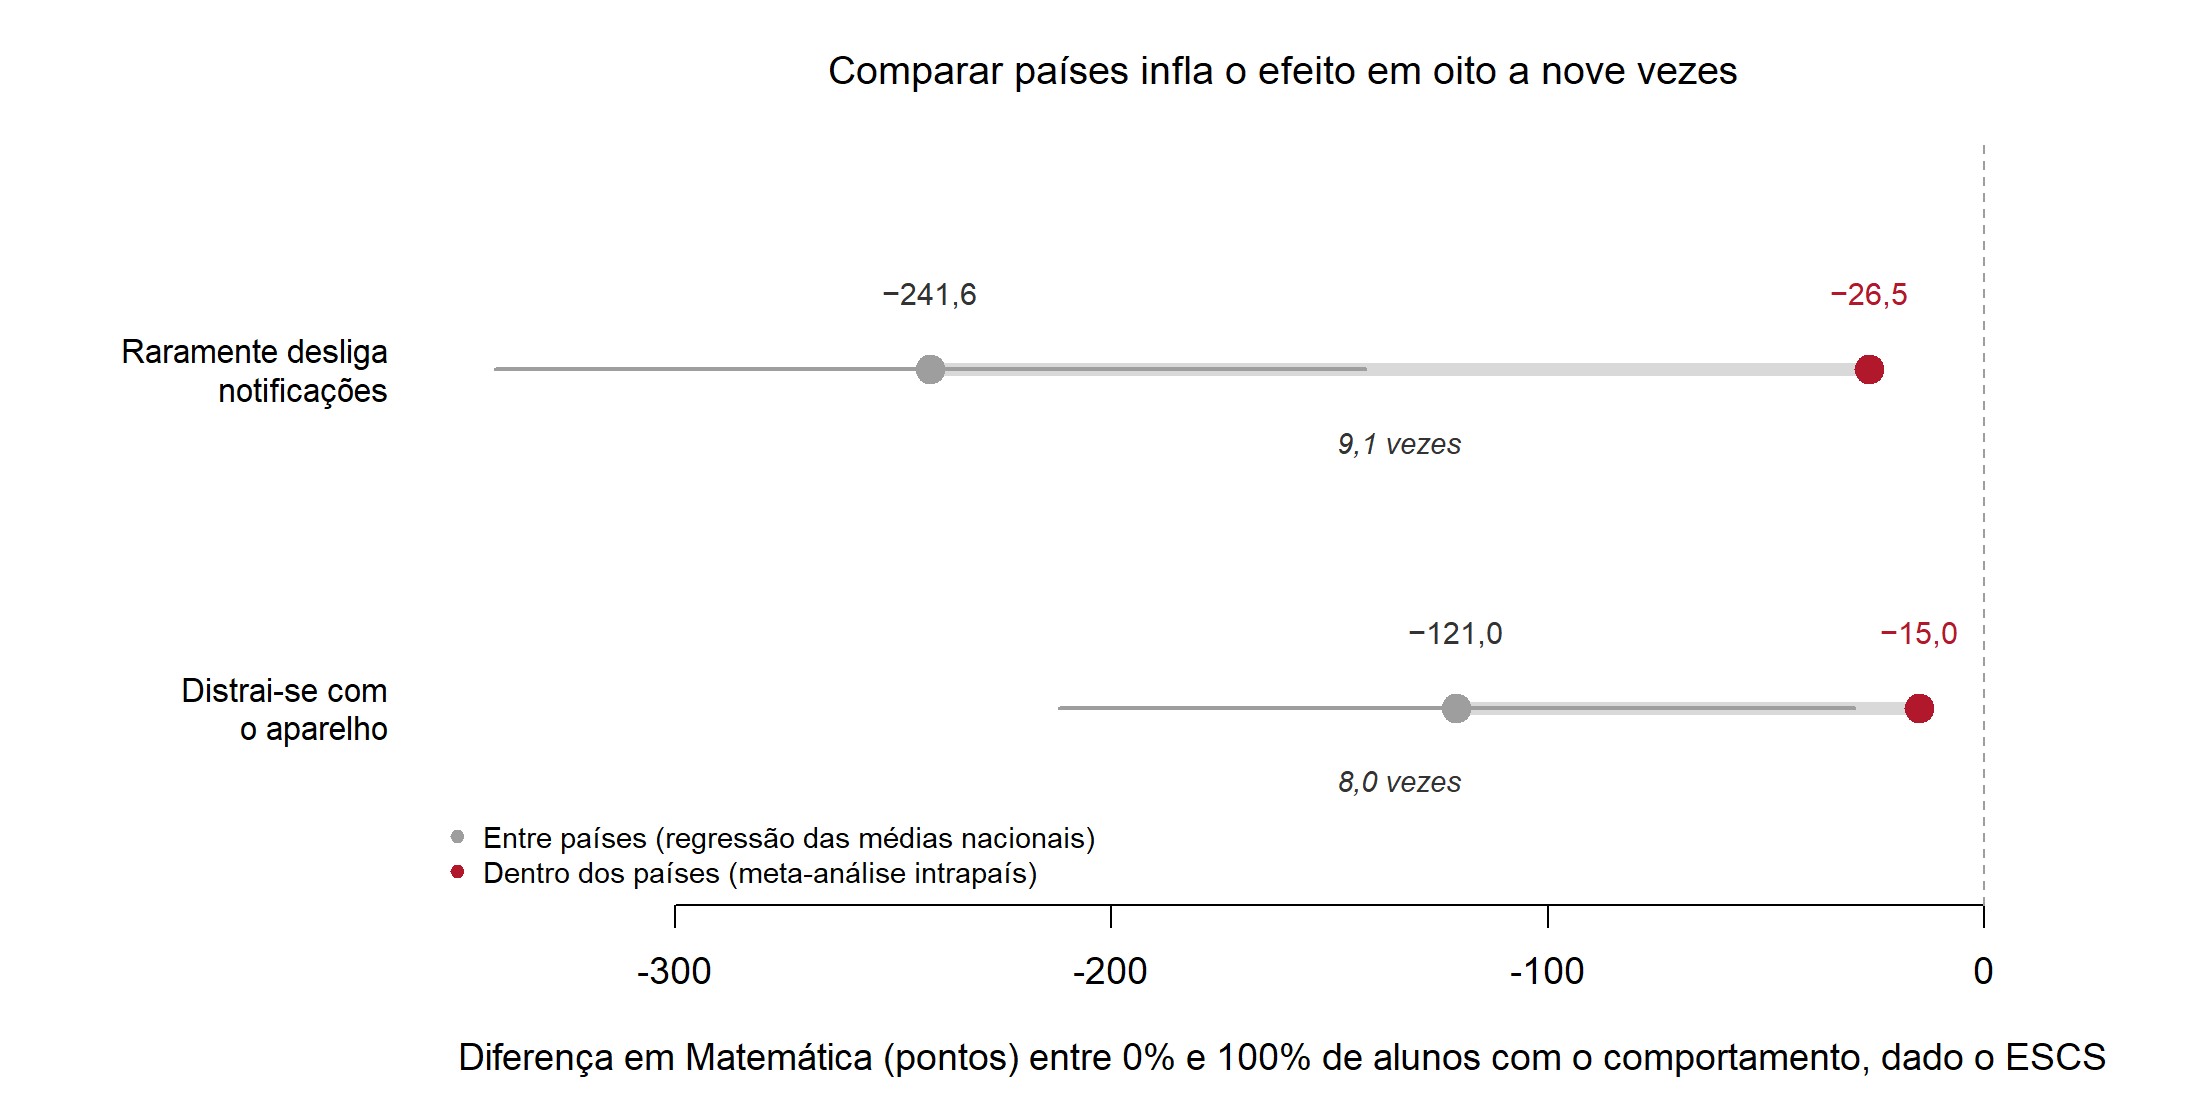 Comparar países infla o efeito em oito a nove vezes
−241,6
−26,5
Raramente desliga
notificações
9,1 vezes
−121,0
−15,0
Distrai-se com
o aparelho
8,0 vezes
Entre países (regressão das médias nacionais)
Dentro dos países (meta-análise intrapaís)
-300
-200
-100
0
Diferença em Matemática (pontos) entre 0% e 100% de alunos com o comportamento, dado o ESCS